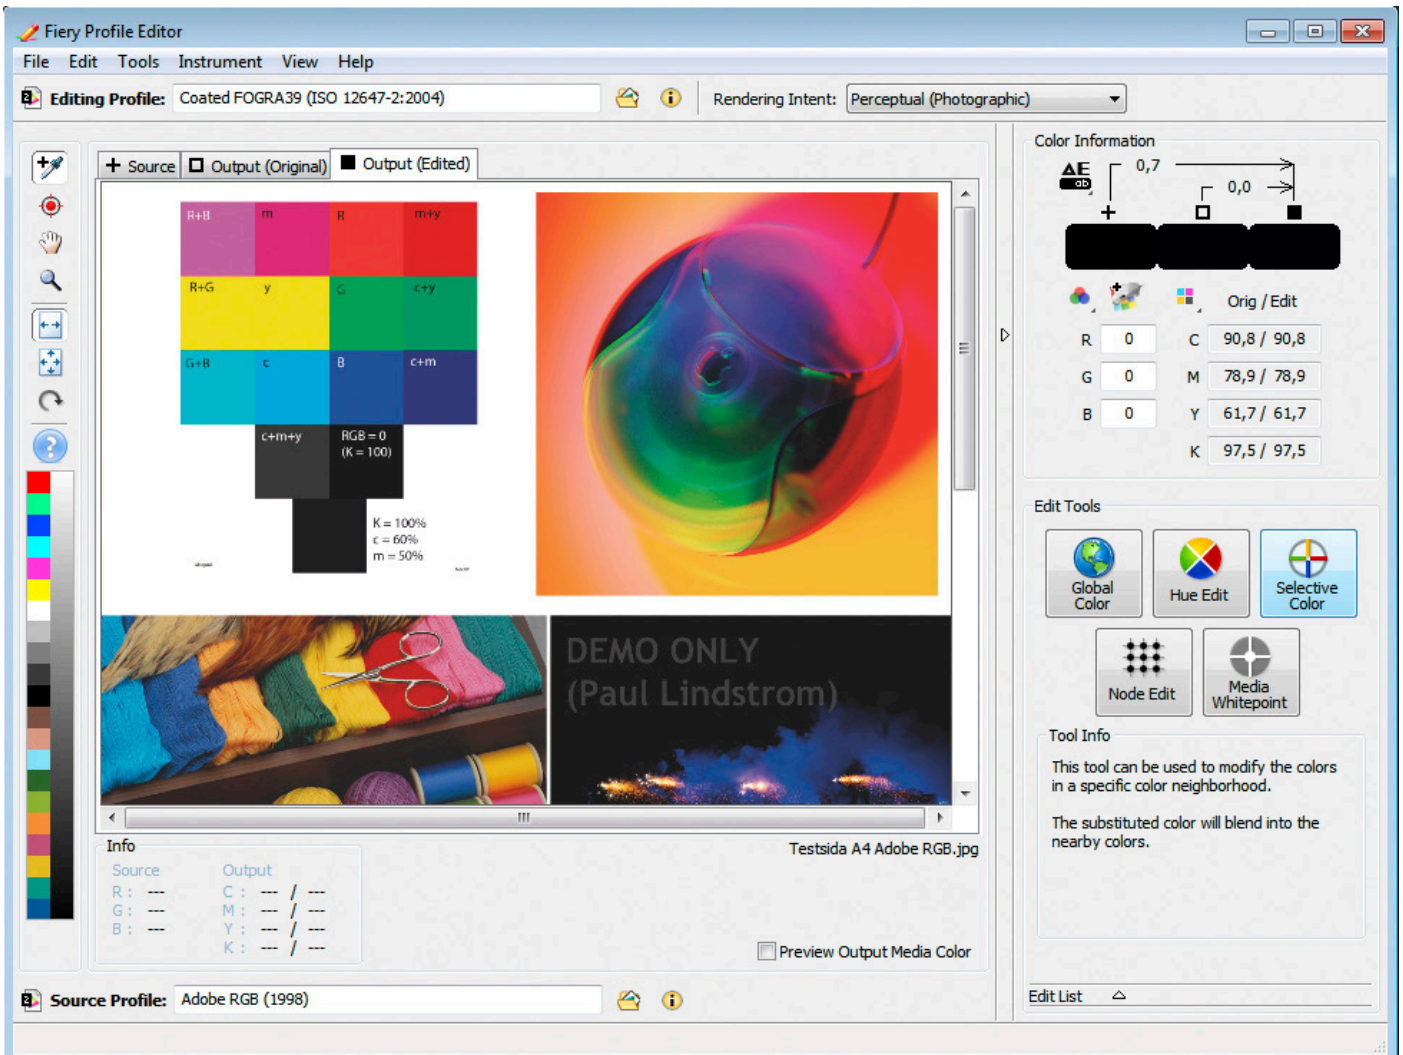 Fiery Profile Editor
File Edit Tools Instrument View Help
Editing Profile: Coated FOGRA39 (ISO 12647-2:2004) Rendering Intent: Perceptual (Photographic)
Source Output (Original) Output (Edited)
R+B m R m+y
R+G y G c+y
G+B c B c+m
c+m+y RGB = 0
(K = 100)
K = 100%
c = 60%
m = 50%
DEMO ONLY
(Paul Lindstrom)
Info
Source Output
R: --- C: --- / ---
G: --- M: --- / ---
B: --- Y: --- / ---
K: --- / ---
Testsida A4 Adobe RGB.jpg
Preview Output Media Color
Source Profile: Adobe RGB (1998)
Color Information
ΔE 0,7
ab 0,0
Orig / Edit
R 0 C 90,8 / 90,8
G 0 M 78,9 / 78,9
B 0 Y 61,7 / 61,7
K 97,5 / 97,5
Edit Tools
Global Color
Hue Edit
Selective Color
Node Edit
Media Whitepoint
Tool Info
This tool can be used to modify the colors
in a specific color neighborhood.
The substituted color will blend into the
nearby colors.
Edit List